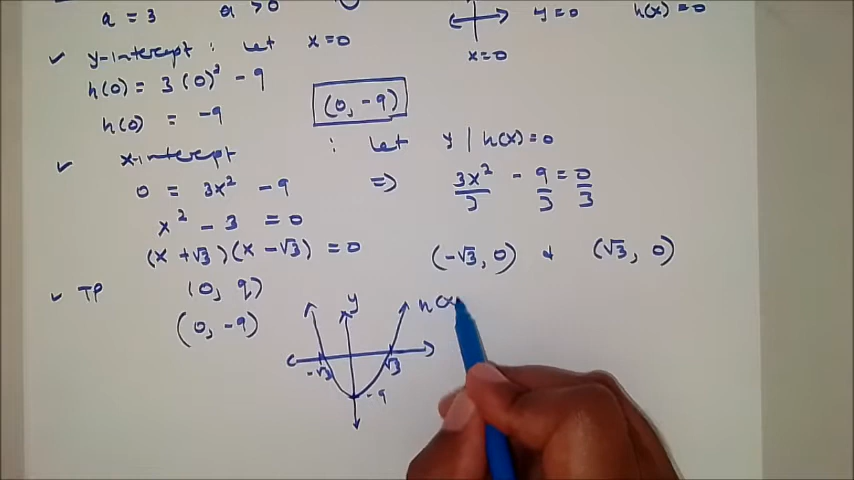 a = 3 a > 0 y = 0 h(x) = 0
x = 0
✓ y-intercept : Let x = 0
h(0) = 3(0)² - 9
(0, -9)
h(0) = -9
✓ x-intercept : Let y | h(x) = 0
0 = 3x² - 9 => 3x²/3 - 9/3 = 0/3
x² - 3 = 0
(x + √3)(x - √3) = 0 (-√3, 0) & (√3, 0)
✓ TP (0, q)
(0, -9)
y h(x
-√3 √3
-9